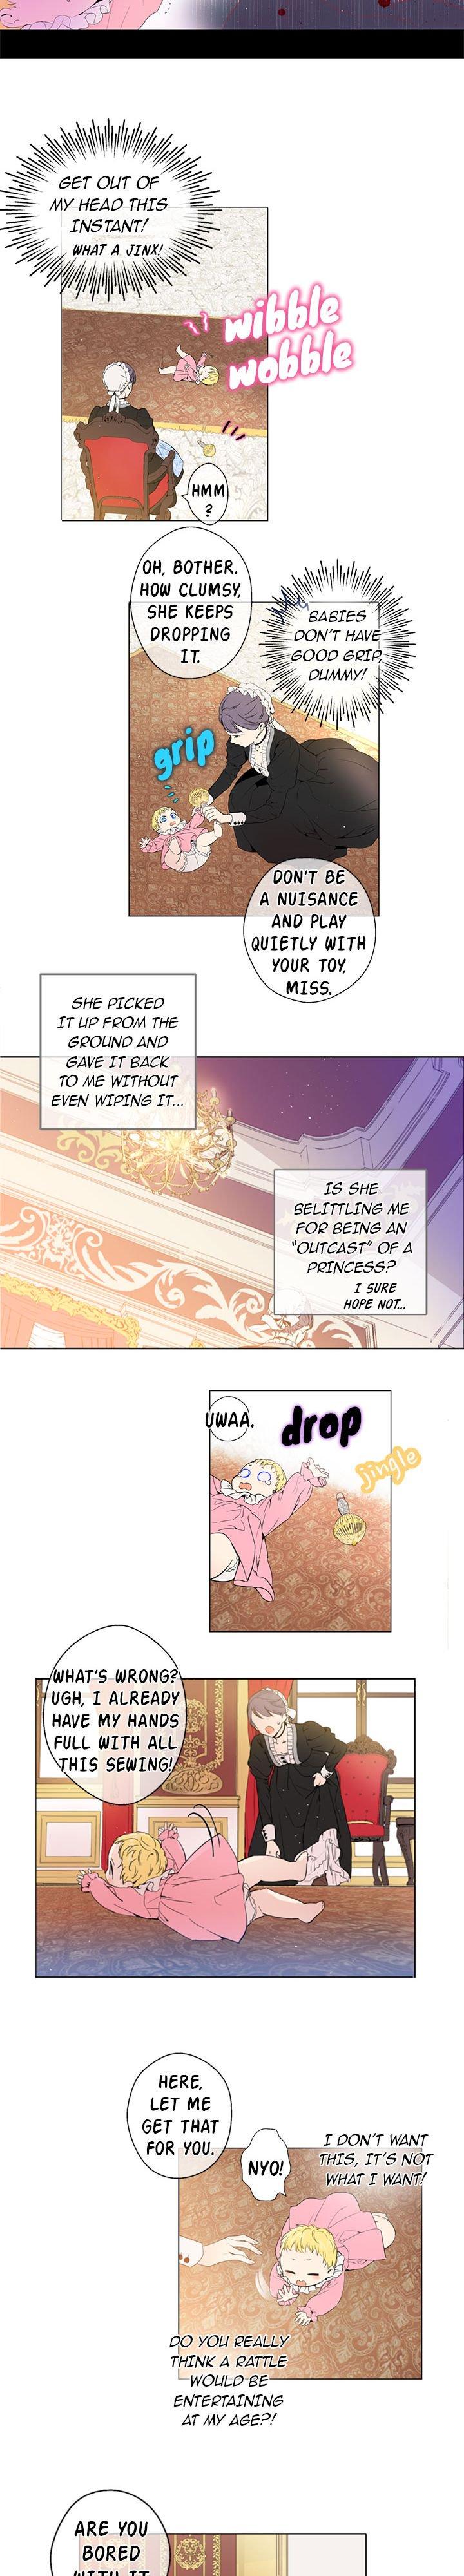 GET OUT OF
MY HEAD THIS
INSTANT!
WHAT A JINX!
wibble
wobble
HMM
?
OH, BOTHER.
HOW CLUMSY,
SHE KEEPS
DROPPING
IT.
BABIES
DON'T HAVE
GOOD GRIP,
DUMMY!
grip
DON'T BE
A NUISANCE
AND PLAY
QUIETLY WITH
YOUR TOY,
MISS.
SHE PICKED
IT UP FROM THE
GROUND AND
GAVE IT BACK
TO ME WITHOUT
EVEN WIPING IT...
IS SHE
BELITTLING ME
FOR BEING AN
"OUTCAST" OF A
PRINCESS?
I SURE
HOPE NOT...
UWAA.
drop
jingle
WHAT'S WRONG?
UGH, I ALREADY
HAVE MY HANDS
FULL WITH ALL
THIS SEWING!
HERE,
LET ME
GET THAT
FOR YOU.
NYO!
I DON'T WANT
THIS, IT'S NOT
WHAT I WANT!
DO YOU REALLY
THINK A RATTLE
WOULD BE
ENTERTAINING
AT MY AGE?!
ARE YOU
BORED
WITH IT